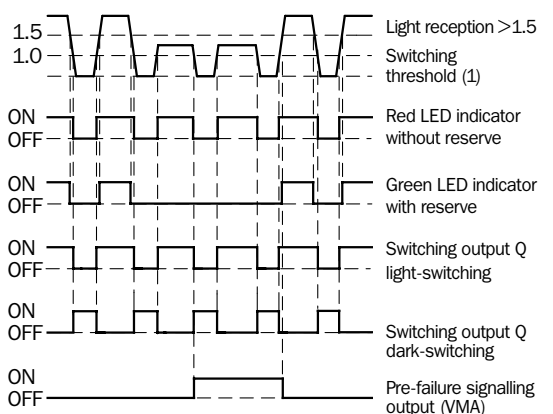 1.5
Light reception >1.5
1.0
Switching
threshold (1)
ON
OFF
Red LED indicator
without reserve
ON
OFF
Green LED indicator
with reserve
ON
OFF
Switching output Q
light-switching
ON
OFF
Switching output Q
dark-switching
ON
OFF
Pre-failure signalling
output (VMA)